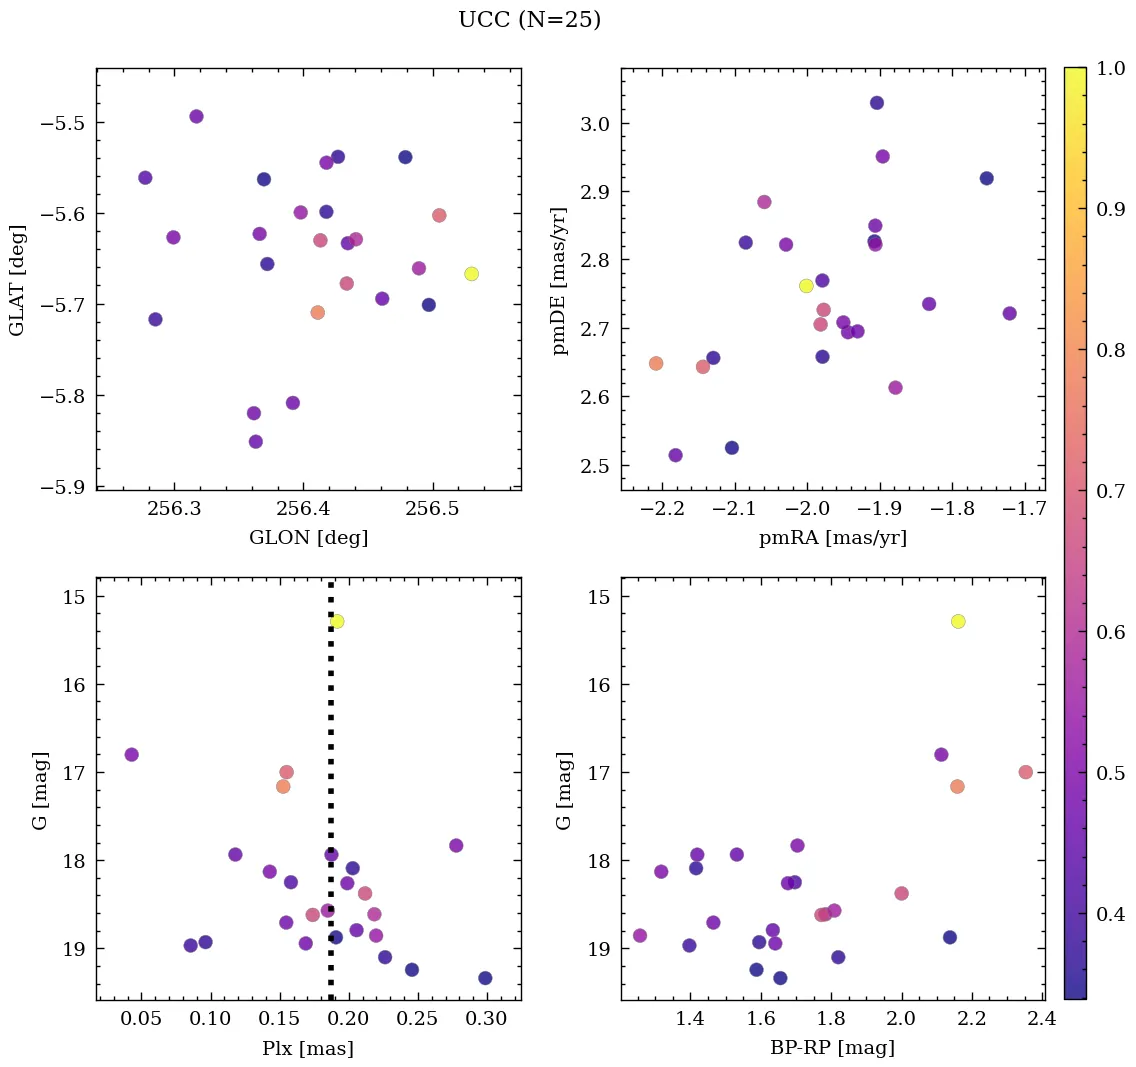 UCC (N=25)
−5.5
−5.6
−5.7
−5.8
−5.9
GLAT [deg]
256.3 256.4 256.5
GLON [deg]
3.0
2.9
2.8
2.7
2.6
2.5
pmDE [mas/yr]
−2.2 −2.1 −2.0 −1.9 −1.8 −1.7
pmRA [mas/yr]
15
16
17
18
19
G [mag]
0.05 0.10 0.15 0.20 0.25 0.30
Plx [mas]
15
16
17
18
19
G [mag]
1.4 1.6 1.8 2.0 2.2 2.4
BP-RP [mag]
1.0
0.9
0.8
0.7
0.6
0.5
0.4